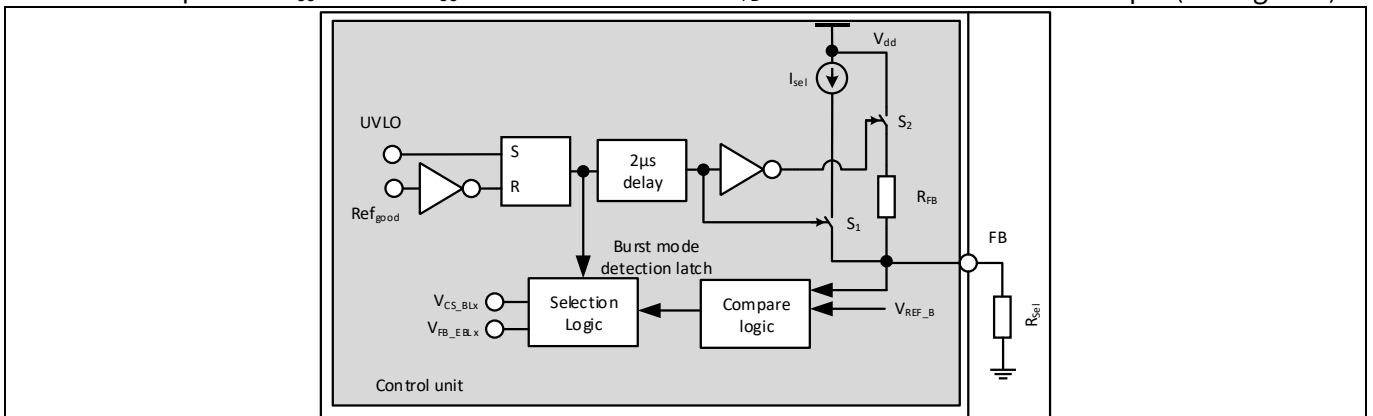 Vdd
Isel
UVLO
S2
S
2µs
delay
R
RFB
Refgood
S1
FB
Burst mode
detection latch
VCS_BLx
Selection
Logic
Compare
logic
VREF_B
RSel
VFB_EBLx
Control unit